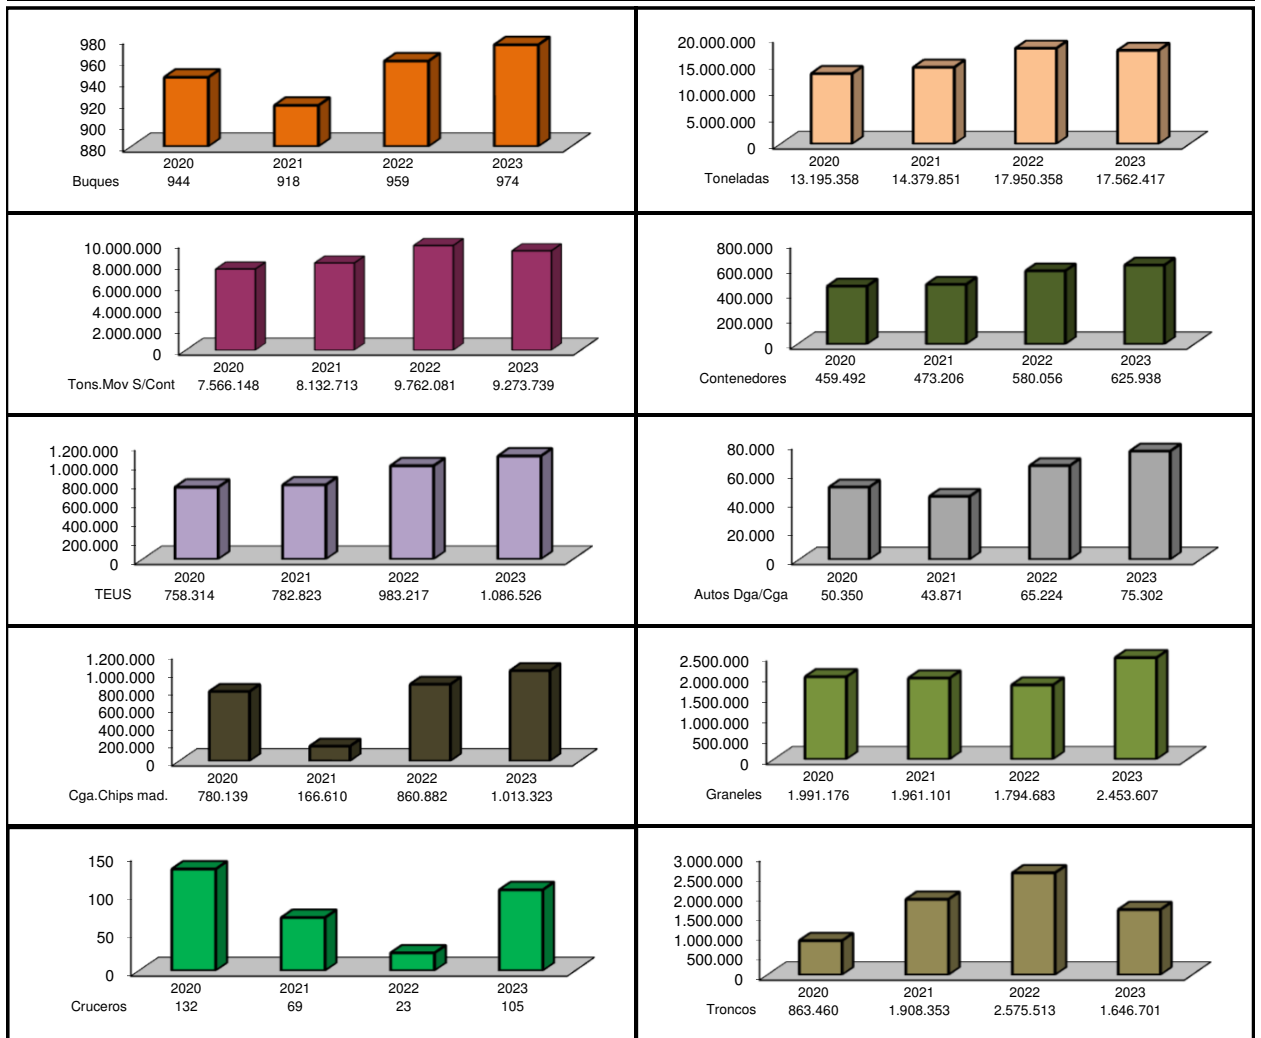 980
960
940
920
900
880
2020 2021 2022 2023
Buques 944 918 959 974
20.000.000
15.000.000
10.000.000
5.000.000
0
2020 2021 2022 2023
Toneladas 13.195.358 14.379.851 17.950.358 17.562.417
10.000.000
8.000.000
6.000.000
4.000.000
2.000.000
0
2020 2021 2022 2023
Tons.Mov S/Cont 7.566.148 8.132.713 9.762.081 9.273.739
800.000
600.000
400.000
200.000
0
2020 2021 2022 2023
Contenedores 459.492 473.206 580.056 625.938
1.200.000
1.000.000
800.000
600.000
400.000
200.000
0
2020 2021 2022 2023
TEUS 758.314 782.823 983.217 1.086.526
80.000
60.000
40.000
20.000
0
2020 2021 2022 2023
Autos Dga/Cga 50.350 43.871 65.224 75.302
1.200.000
1.000.000
800.000
600.000
400.000
200.000
0
2020 2021 2022 2023
Cga.Chips mad. 780.139 166.610 860.882 1.013.323
2.500.000
2.000.000
1.500.000
1.000.000
500.000
0
2020 2021 2022 2023
Graneles 1.991.176 1.961.101 1.794.683 2.453.607
150
100
50
0
2020 2021 2022 2023
Cruceros 132 69 23 105
3.000.000
2.500.000
2.000.000
1.500.000
1.000.000
500.000
0
2020 2021 2022 2023
Troncos 863.460 1.908.353 2.575.513 1.646.701